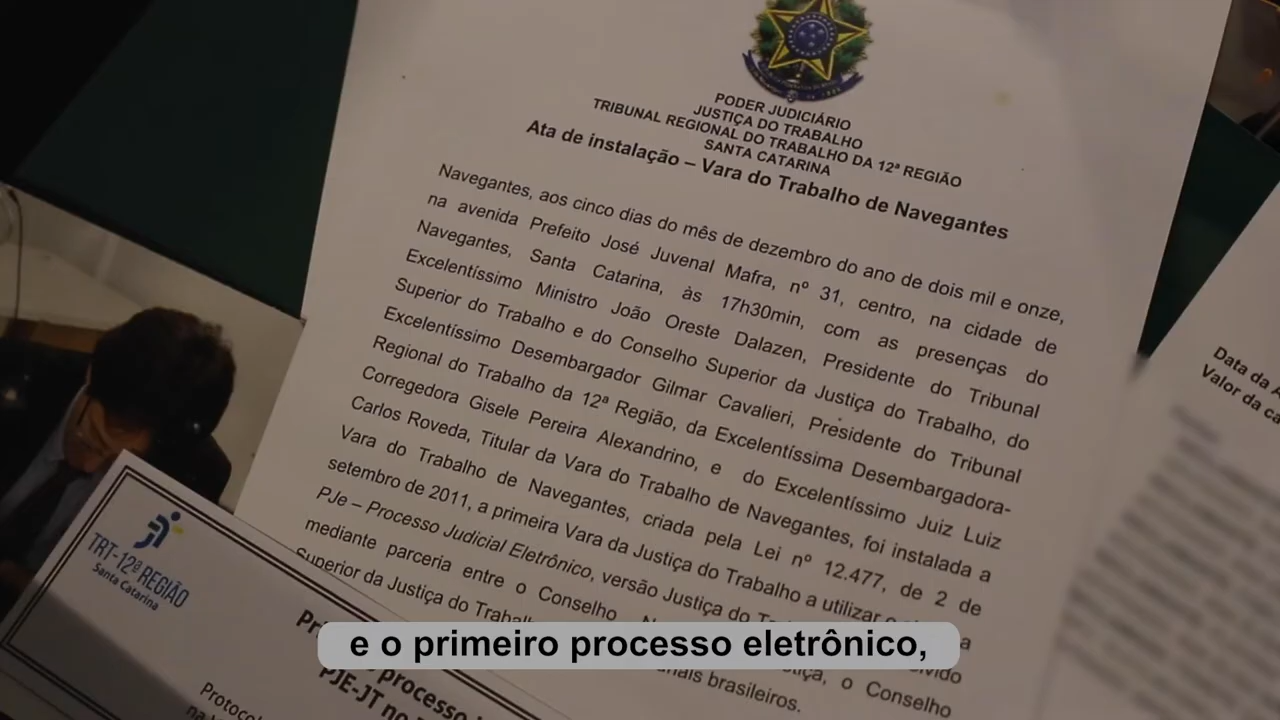 PODER JUDICIÁRIO
JUSTIÇA DO TRABALHO
TRIBUNAL REGIONAL DO TRABALHO DA 12ª REGIÃO
SANTA CATARINA
Ata de instalação – Vara do Trabalho de Navegantes
Navegantes, aos cinco dias do mês de dezembro do ano de dois mil e onze,
na avenida Prefeito José Juvenal Mafra, nº 31, centro, na cidade de
Navegantes, Santa Catarina, às 17h30min, com as presenças do
Excelentíssimo Ministro João Oreste Dalazen, Presidente do Tribunal
Superior do Trabalho e do Conselho Superior da Justiça do Trabalho, do
Excelentíssimo Desembargador Gilmar Cavalieri, Presidente do Tribunal
Regional do Trabalho da 12ª Região, da Excelentíssima Desembargadora-
Corregedora Gisele Pereira Alexandrino, e do Excelentíssimo Juiz Luiz
Carlos Roveda, Titular da Vara do Trabalho de Navegantes, foi instalada a
Vara do Trabalho de Navegantes, criada pela Lei nº 12.477, de 2 de
setembro de 2011, a primeira Vara da Justiça do Trabalho a utilizar
PJe – Processo Judicial Eletrônico, versão Justiça do
mediante parceria entre o Conselho
Superior da Justiça do o Conselho
brasileiros.
TRT-12ª REGIÃO
Santa Catarina
processo
PJE-JT no
Data da
Valor da
e o primeiro processo eletrônico,